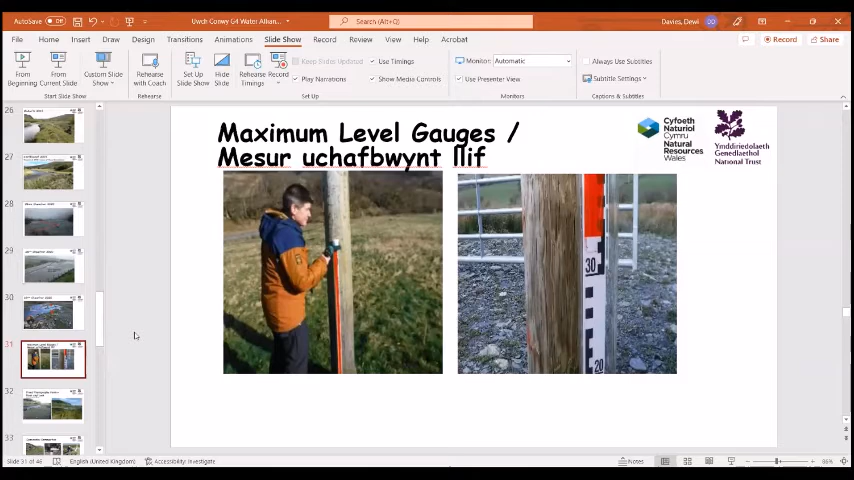 AutoSave Off
Uwch Conwy G4 Water Allian...
Search (Alt+Q)
Davies, Dewi DD
File Home Insert Draw Design Transitions Animations Slide Show Record Review View Help Acrobat
Record Share
From Beginning
From Current Slide
Custom Slide Show
Rehearse with Coach
Set Up Slide Show
Hide Slide
Rehearse Timings
Record
Keep Slides Updated
Play Narrations
Use Timings
Show Media Controls
Monitor: Automatic
Use Presenter View
Always Use Subtitles
Subtitle Settings
Start Slide Show
Rehearse
Set Up
Monitors
Captions & Subtitles
26
27
28
29
30
31
32
33
Maximum Level Gauges /
Mesur uchafbwynt llif
Cyfoeth
Naturiol
Cymru
Natural
Resources
Wales
Ymddiriedolaeth
Genedlaethol
National Trust
30
20
Slide 31 of 46
English (United Kingdom)
Accessibility: Investigate
Notes